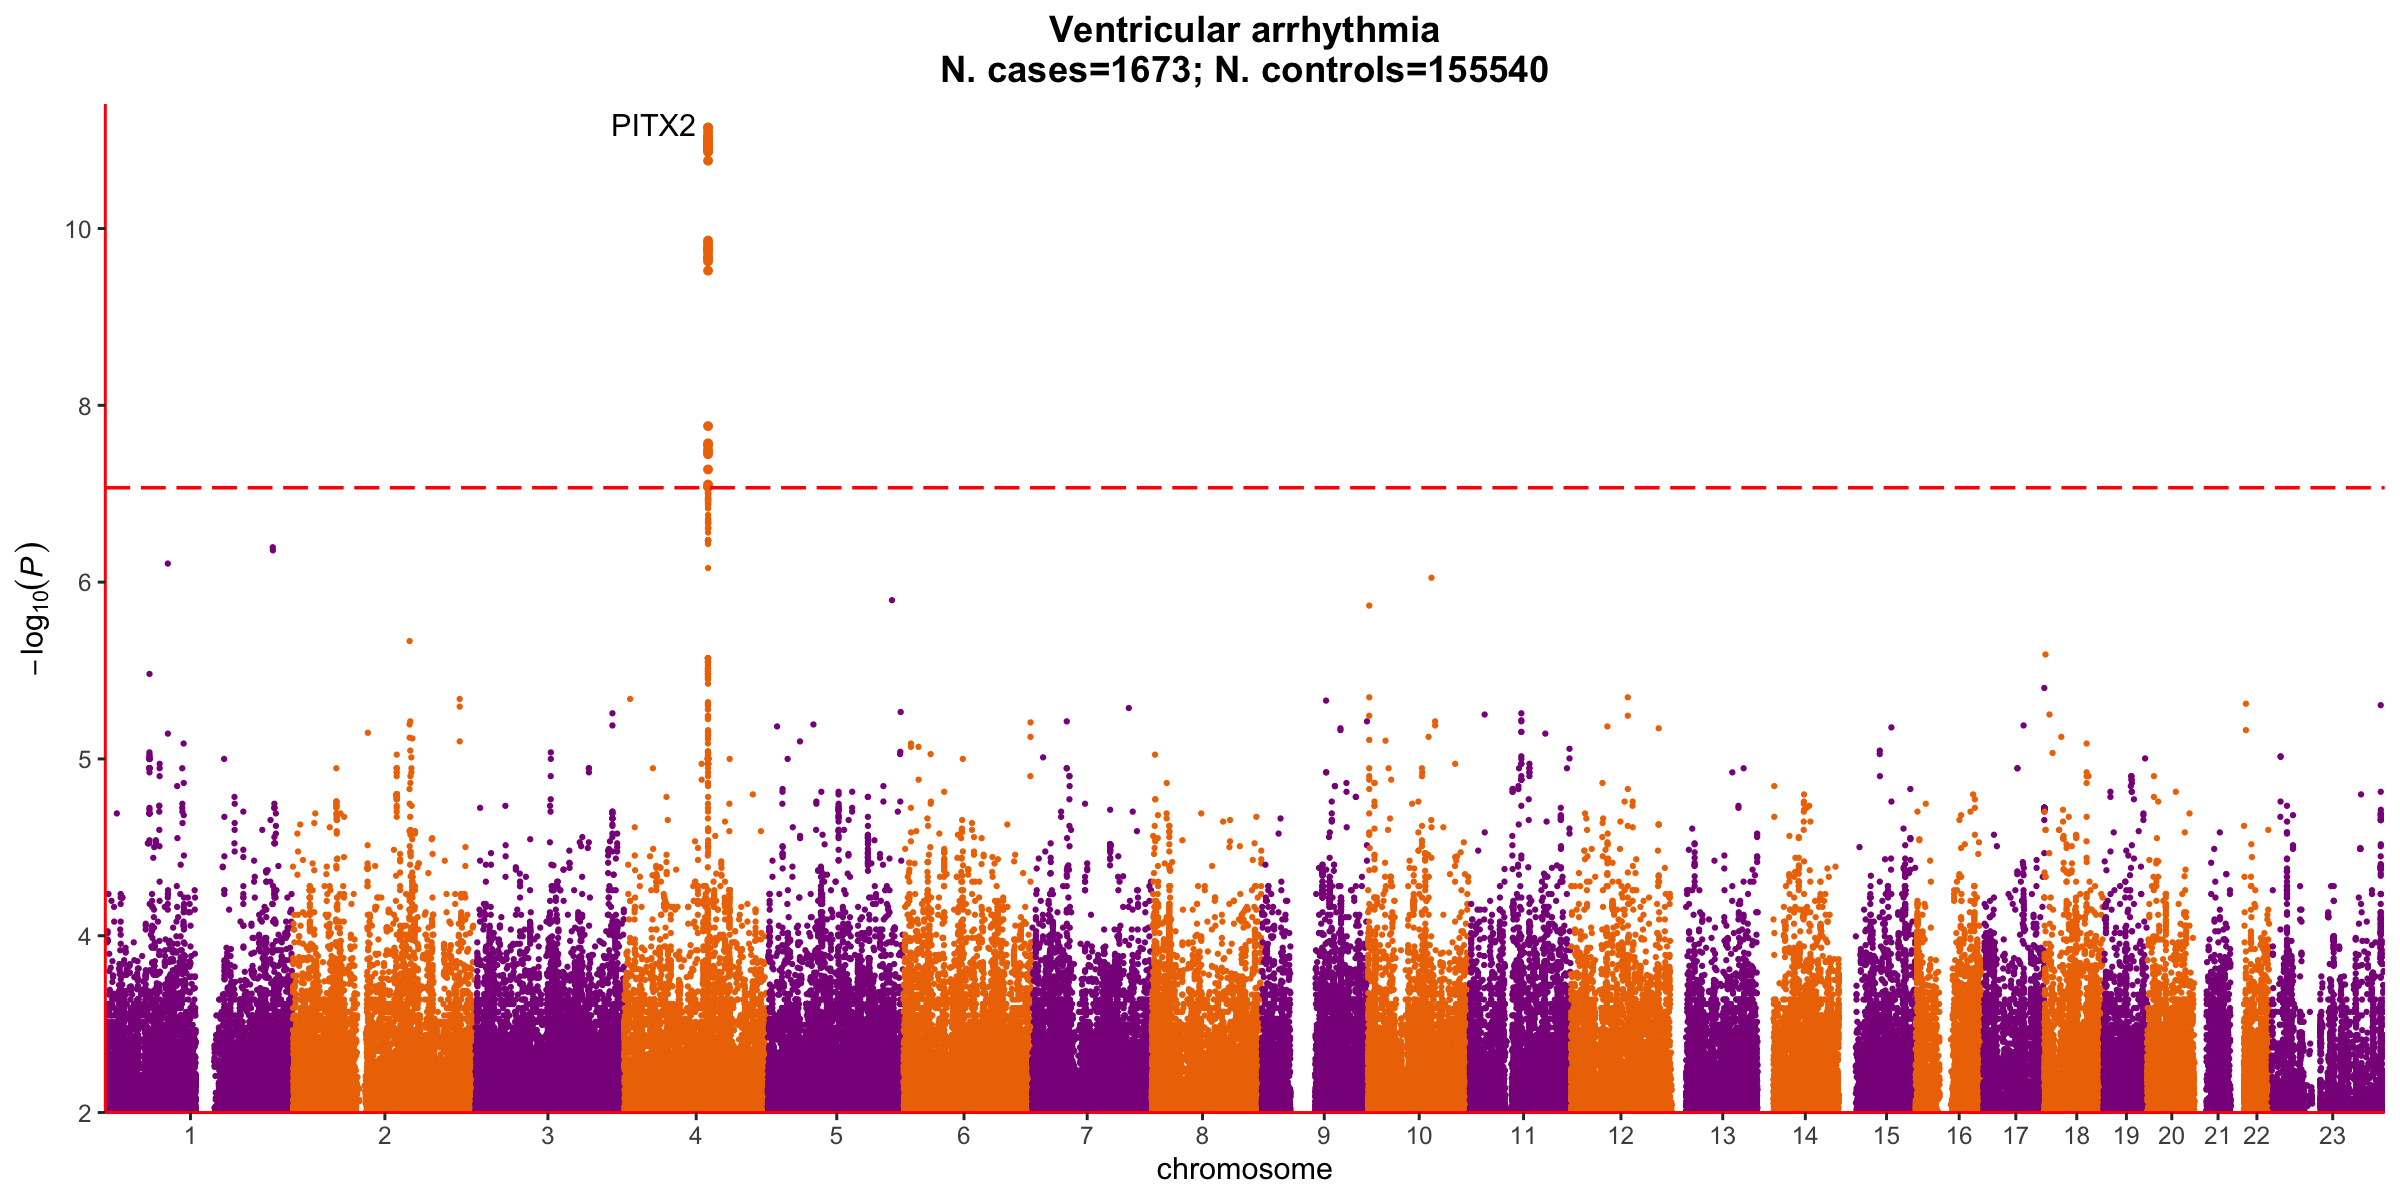 Ventricular arrhythmia
N. cases=1673; N. controls=155540
PITX2
10
8
6
5
4
2
−log10(P)
1 2 3 4 5 6 7 8 9 10 11 12 13 14 15 16 17 18 19 20 21 22 23
chromosome